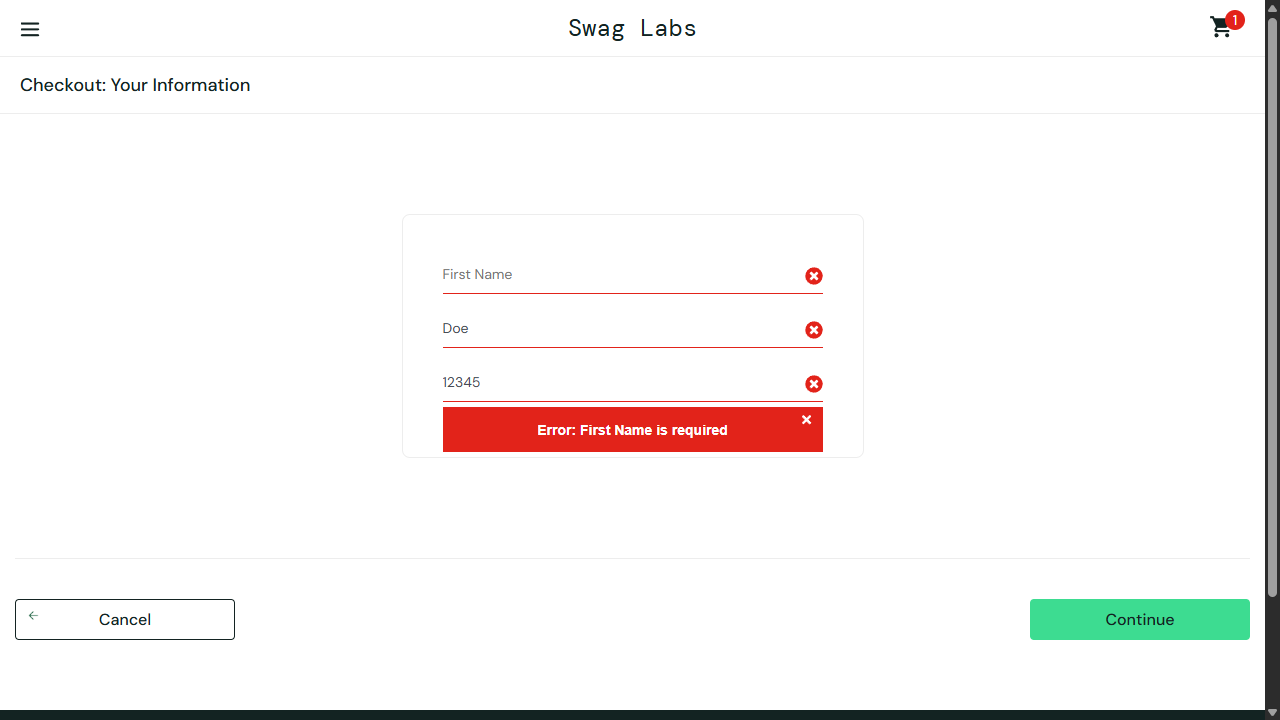 Swag Labs
1
Checkout: Your Information
First Name
Doe
12345
Error: First Name is required
Cancel
Continue